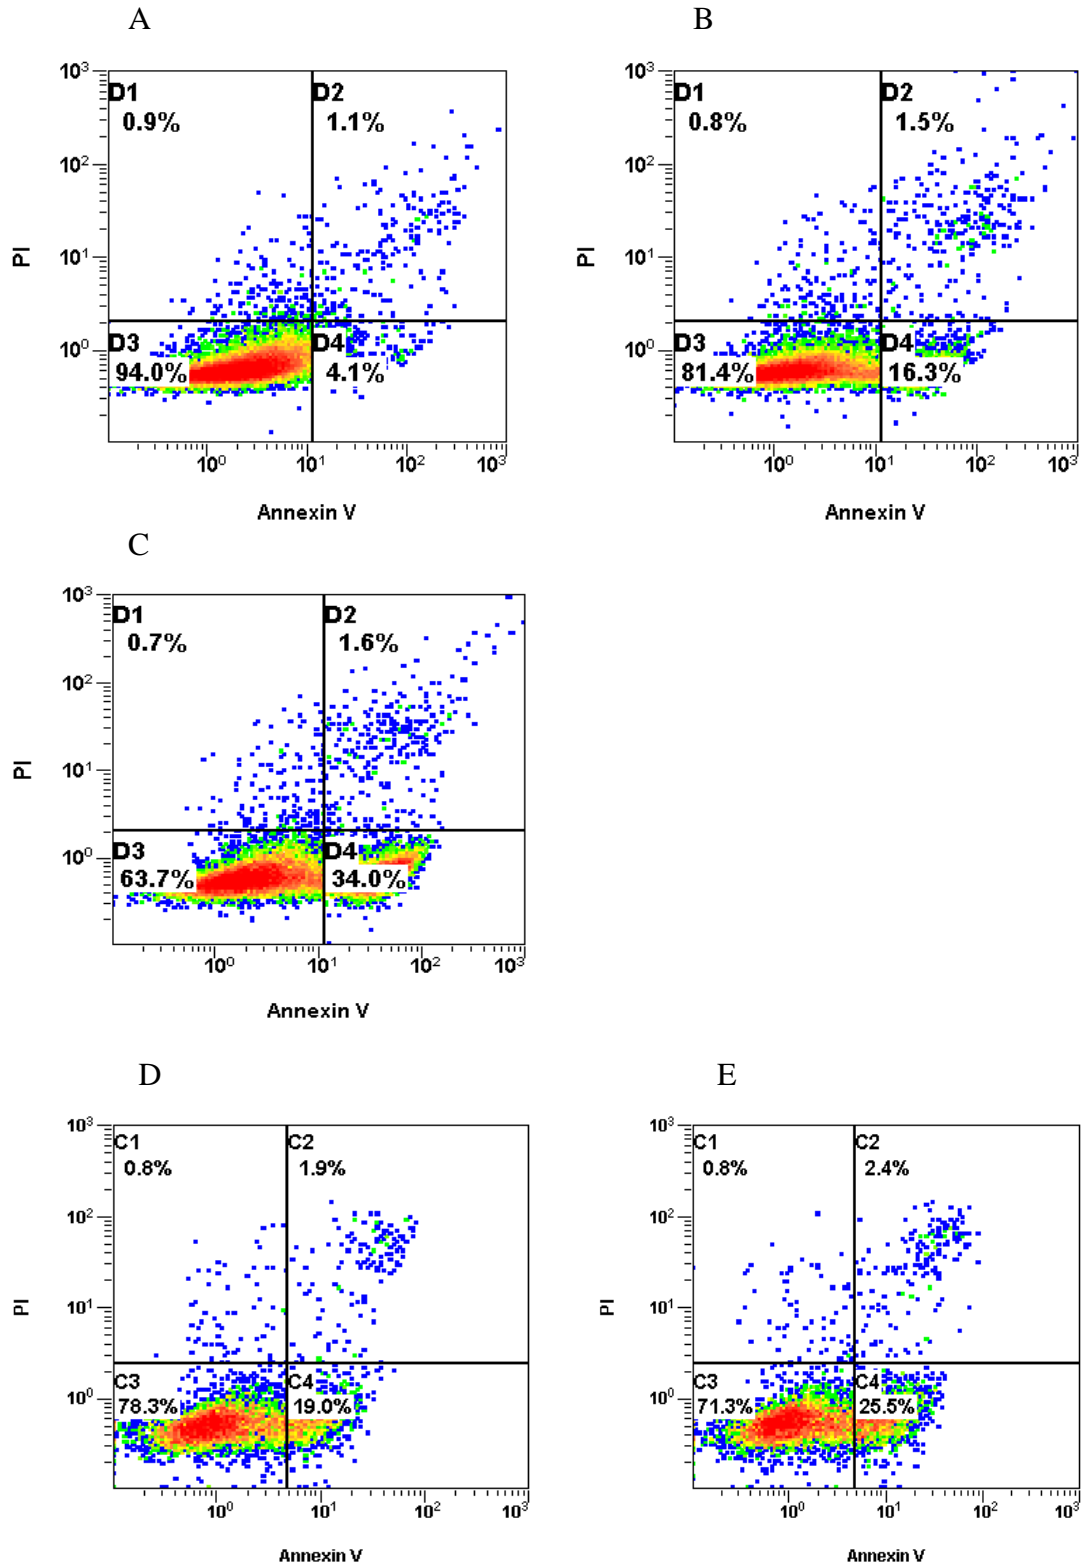 A
B
10³
D1
D2
0.9%
1.1%
10²
10¹
PI
D3
D4
10⁰
94.0%
4.1%
10⁰ 10¹ 10² 10³
Annexin V
10³
D1
D2
0.8%
1.5%
10²
10¹
PI
D3
D4
10⁰
81.4%
16.3%
10⁰ 10¹ 10² 10³
Annexin V
C
10³
D1
D2
0.7%
1.6%
10²
10¹
PI
D3
D4
10⁰
63.7%
34.0%
10⁰ 10¹ 10² 10³
Annexin V
D
E
10³
C1
C2
0.8%
1.9%
10²
10¹
PI
C3
C4
10⁰
78.3%
19.0%
10⁰ 10¹ 10² 10³
Annexin V
10³
C1
C2
0.8%
2.4%
10²
10¹
PI
C3
C4
10⁰
71.3%
25.5%
10⁰ 10¹ 10² 10³
Annexin V